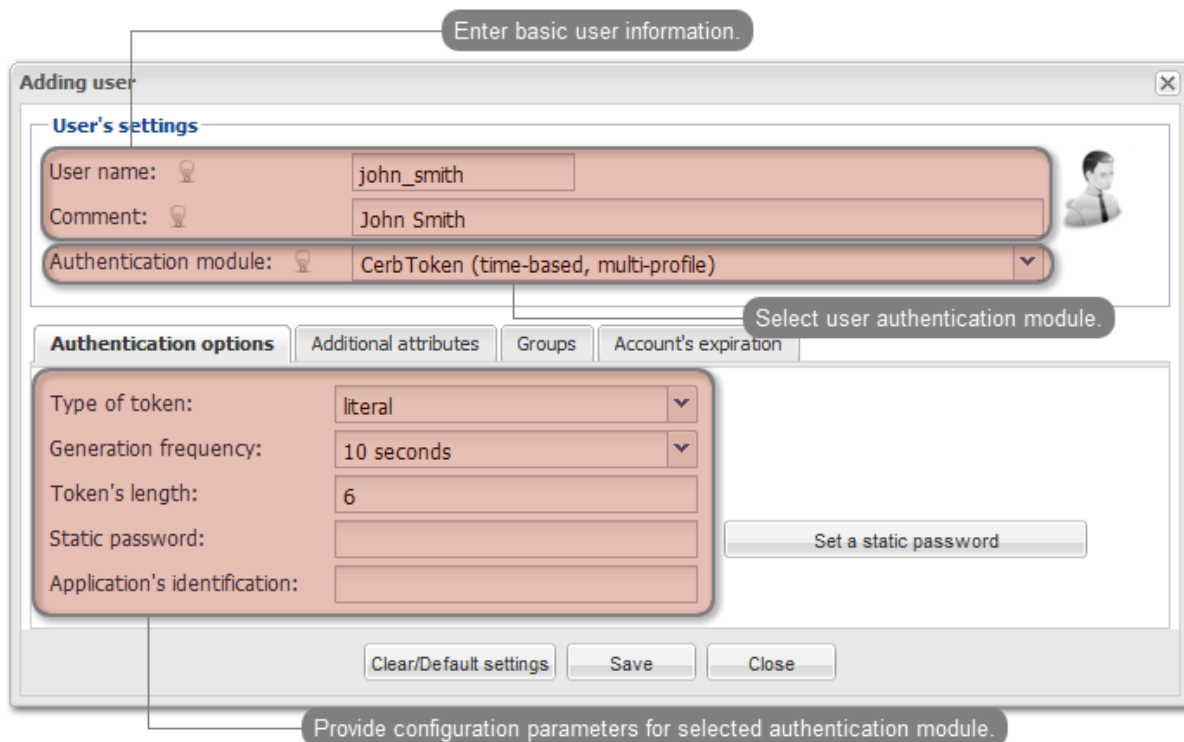 Enter basic user information.
Adding user
User's settings
User name: john_smith
Comment: John Smith
Authentication module: CerbToken (time-based, multi-profile)
Select user authentication module.
Authentication options Additional attributes Groups Account's expiration
Type of token: literal
Generation frequency: 10 seconds
Token's length: 6
Static password: Set a static password
Application's identification:
Clear/Default settings Save Close
Provide configuration parameters for selected authentication module.